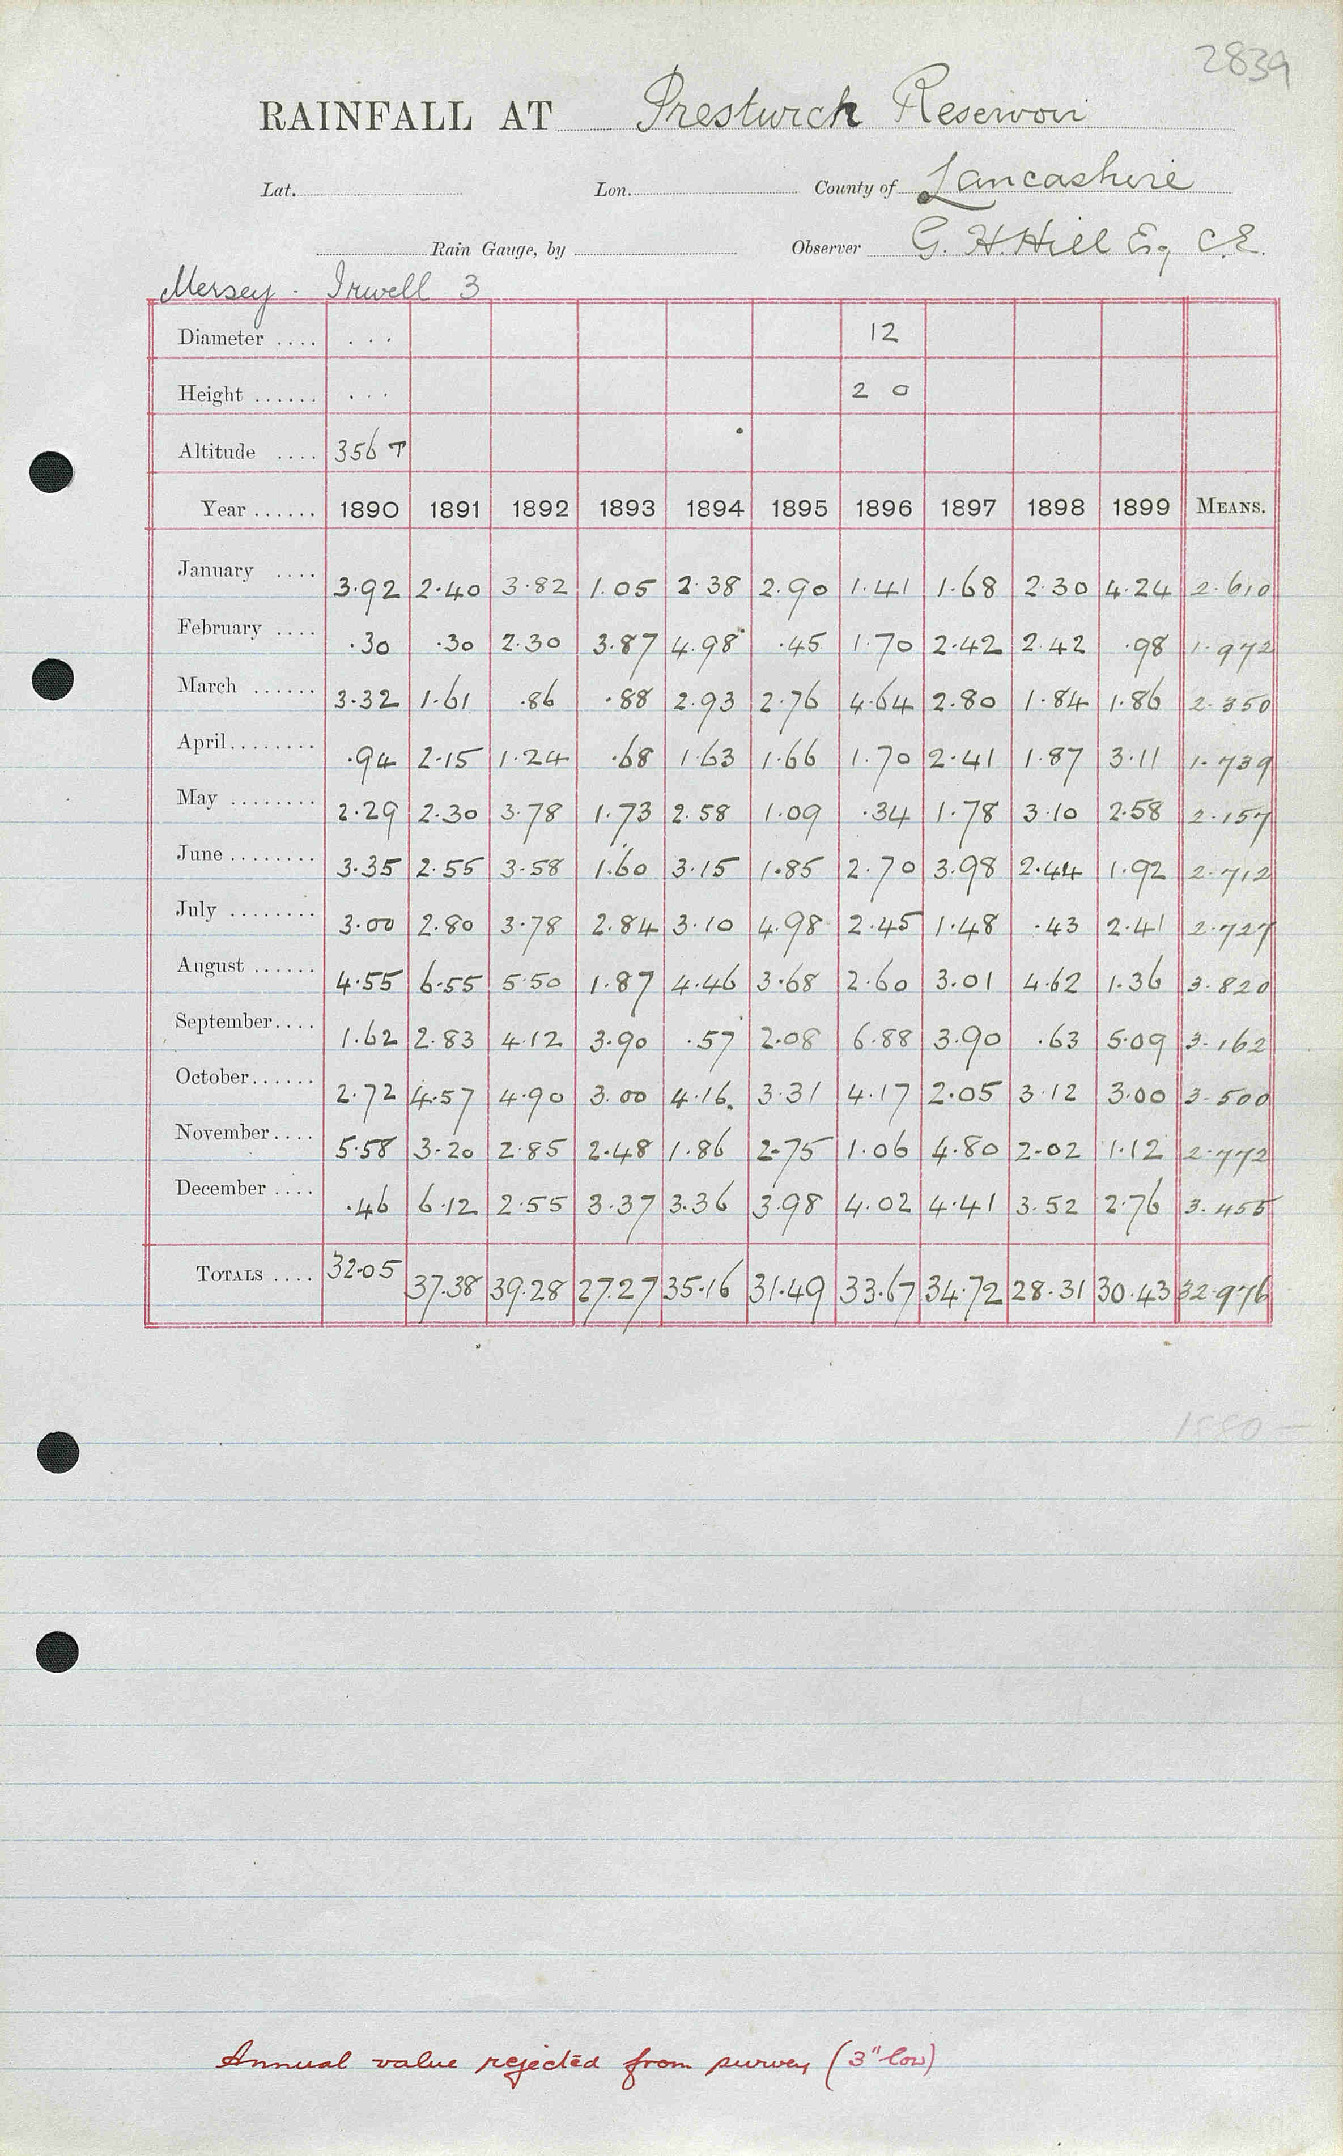 2839
RAINFALL AT Prestwich Reservoir
Lat. Lon. County of Lancashire
Rain Gauge, by Observer G. H. Hill Esq C.E.
Mersey. Irwell 3
Diameter .... ... 12
Height ...... ... 2 0
Altitude .... 356 T
Year ...... 1890 1891 1892 1893 1894 1895 1896 1897 1898 1899 MEANS.
January .... 3.92 2.40 3.82 1.05 2.38 2.90 1.41 1.68 2.30 4.24 2.610
February .... .30 .30 2.30 3.87 4.98 .45 1.70 2.42 2.42 .98 1.972
March ...... 3.32 1.61 .86 .88 2.93 2.76 4.64 2.80 1.84 1.86 2.350
April........ .94 2.15 1.24 .68 1.63 1.66 1.70 2.41 1.87 3.11 1.739
May ........ 2.29 2.30 3.78 1.73 2.58 1.09 .34 1.78 3.10 2.58 2.157
June ........ 3.35 2.55 3.58 1.60 3.15 1.85 2.70 3.98 2.44 1.92 2.712
July ........ 3.00 2.80 3.78 2.84 3.10 4.98 2.45 1.48 .43 2.41 2.727
August ...... 4.55 6.55 5.50 1.87 4.46 3.68 2.60 3.01 4.62 1.36 3.820
September.... 1.62 2.83 4.12 3.90 .57 2.08 6.88 3.90 .63 5.09 3.162
October...... 2.72 4.57 4.90 3.00 4.16. 3.31 4.17 2.05 3.12 3.00 3.500
November.... 5.58 3.20 2.85 2.48 1.86 2.75 1.06 4.80 2.02 1.12 2.772
December .... .46 6.12 2.55 3.37 3.36 3.98 4.02 4.41 3.52 2.76 3.455
TOTALS .... 32.05 37.38 39.28 27.27 35.16 31.49 33.67 34.72 28.31 30.43 32.976
1880 -
Annual value rejected from survey (3" low)